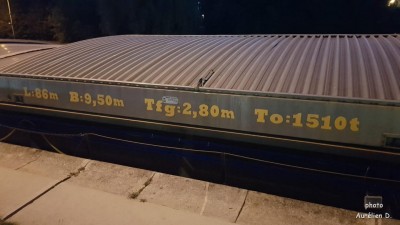 L:86m B:9,50m Tfg:2,80m To:1510t
photo
Aurélien D.